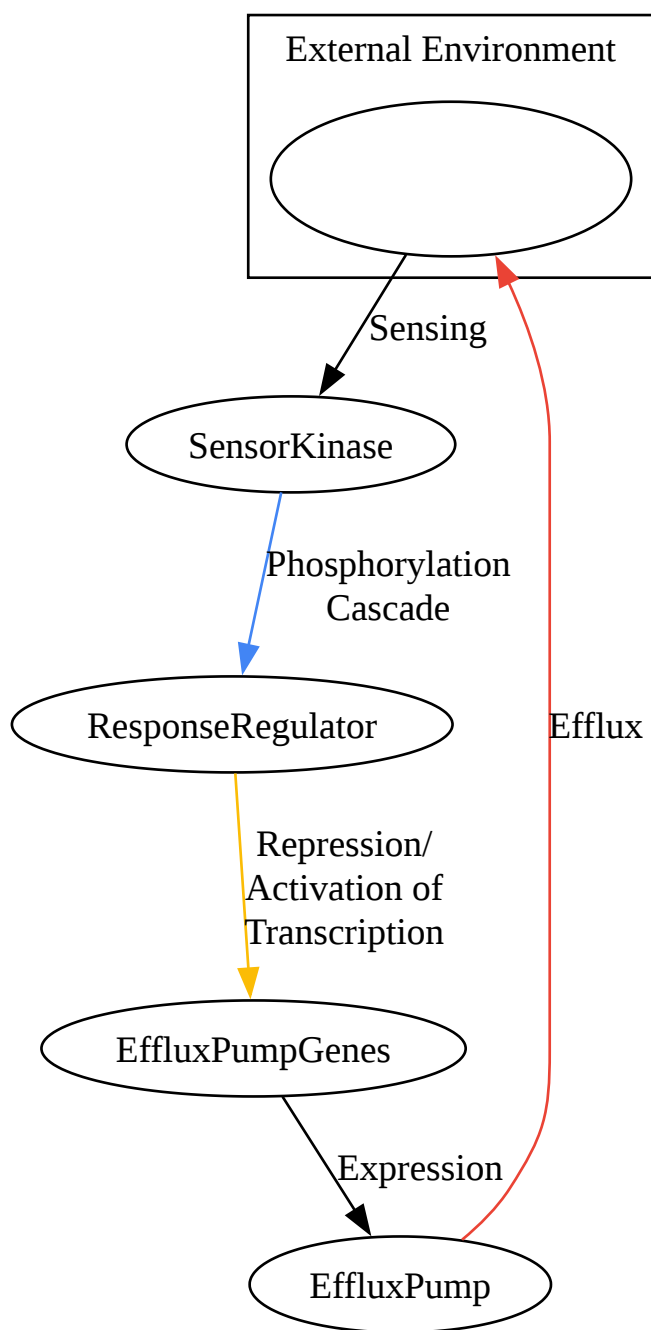 External Environment
Sensing
SensorKinase
Phosphorylation
Cascade
ResponseRegulator
Efflux
Repression/
Activation of
Transcription
EffluxPumpGenes
Expression
EffluxPump